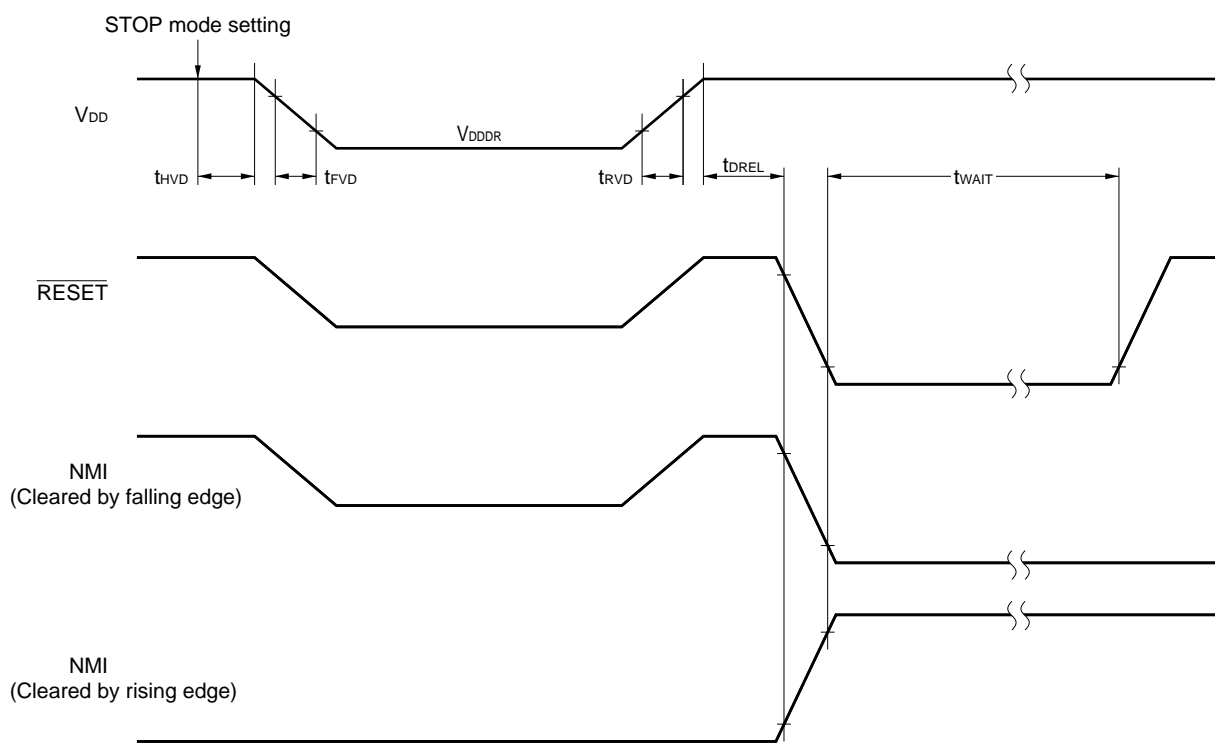 STOP mode setting
VDD
VDDDR
tHVD
tFVD
tRVD
tDREL
tWAIT
RESET
NMI
(Cleared by falling edge)
NMI
(Cleared by rising edge)